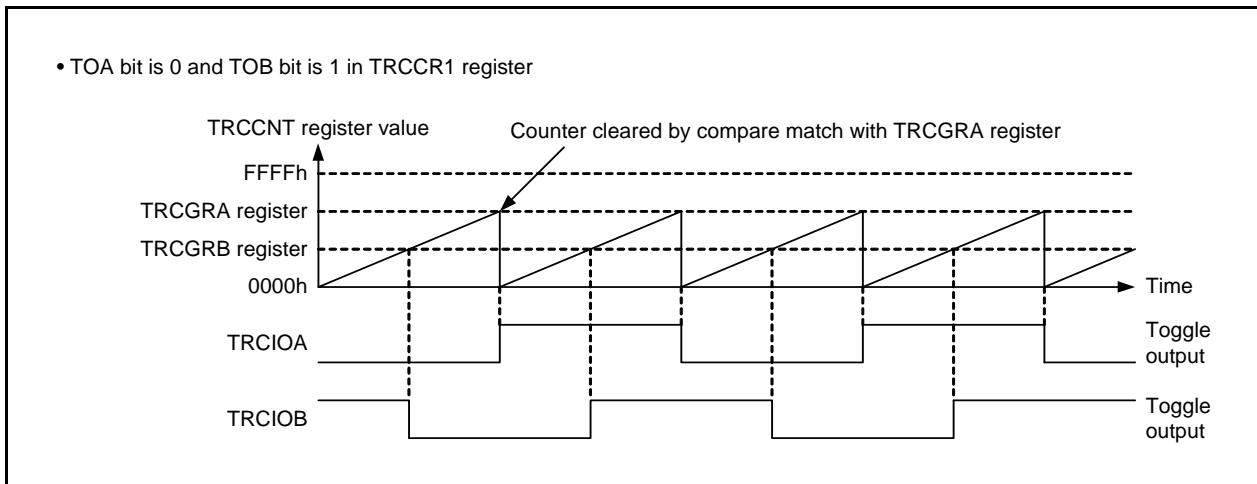 • TOA bit is 0 and TOB bit is 1 in TRCCR1 register
TRCCNT register value
Counter cleared by compare match with TRCGRA register
FFFFh
TRCGRA register
TRCGRB register
0000h
Time
TRCIOA
Toggle
output
TRCIOB
Toggle
output